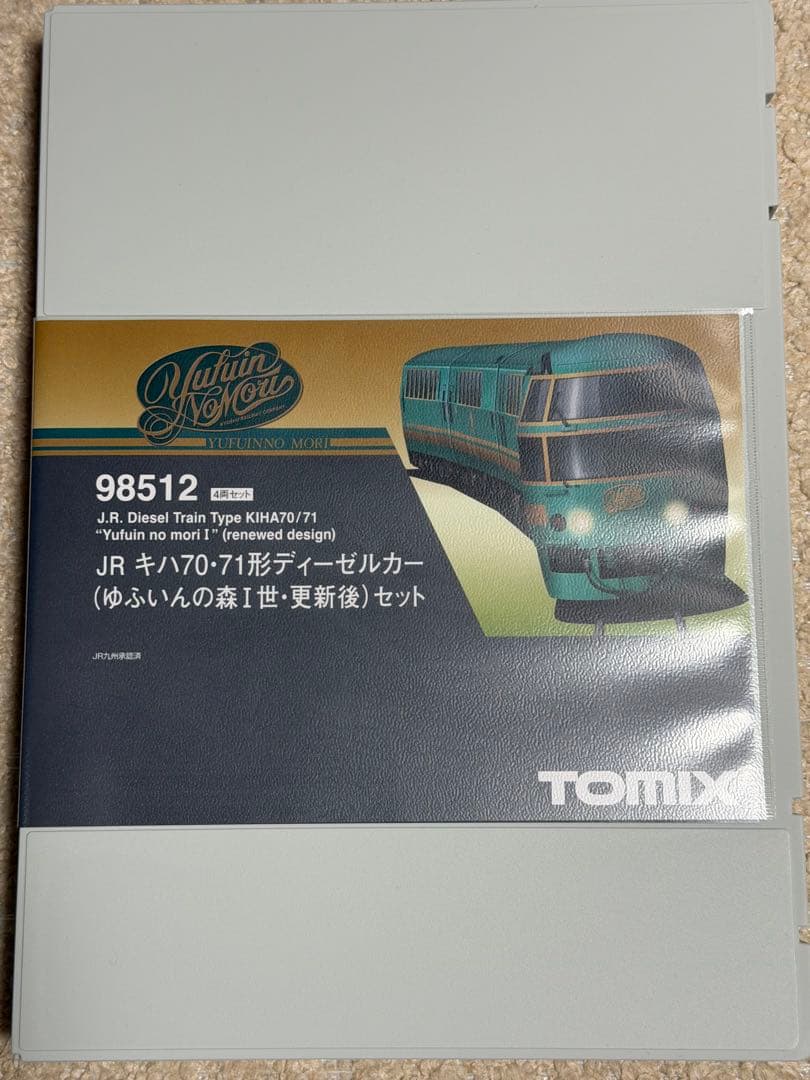 Yufuin
NoMori
YUFUINNO MORI
98512 4両セット
J.R. Diesel Train Type KIHA70/71
“Yufuin no mori I” (renewed design)
JR キハ70・71形ディーゼルカー
(ゆふいんの森I世・更新後)セット
JR九州承認済
TOMIX